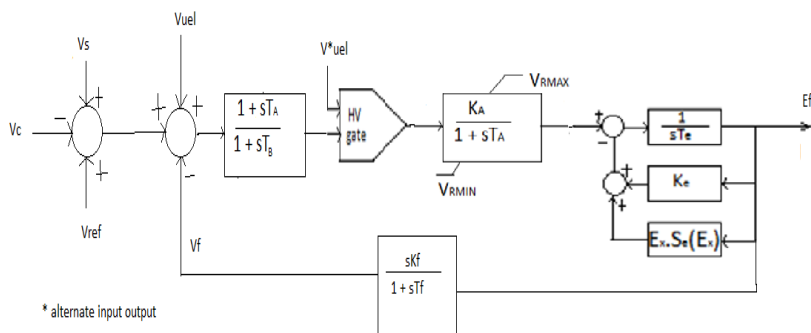 Vuel
Vs
V*uel
VRMAX
Ef
+
+
+
-
Vc
1 + sTA
1 + sTB
HV
gate
KA
1 + sTA
+
-
1
sTe
+
-
VRMIN
+
+
Ke
Vref
Vf
Ex.Se(Ex)
sKf
1 + sTf
* alternate input output